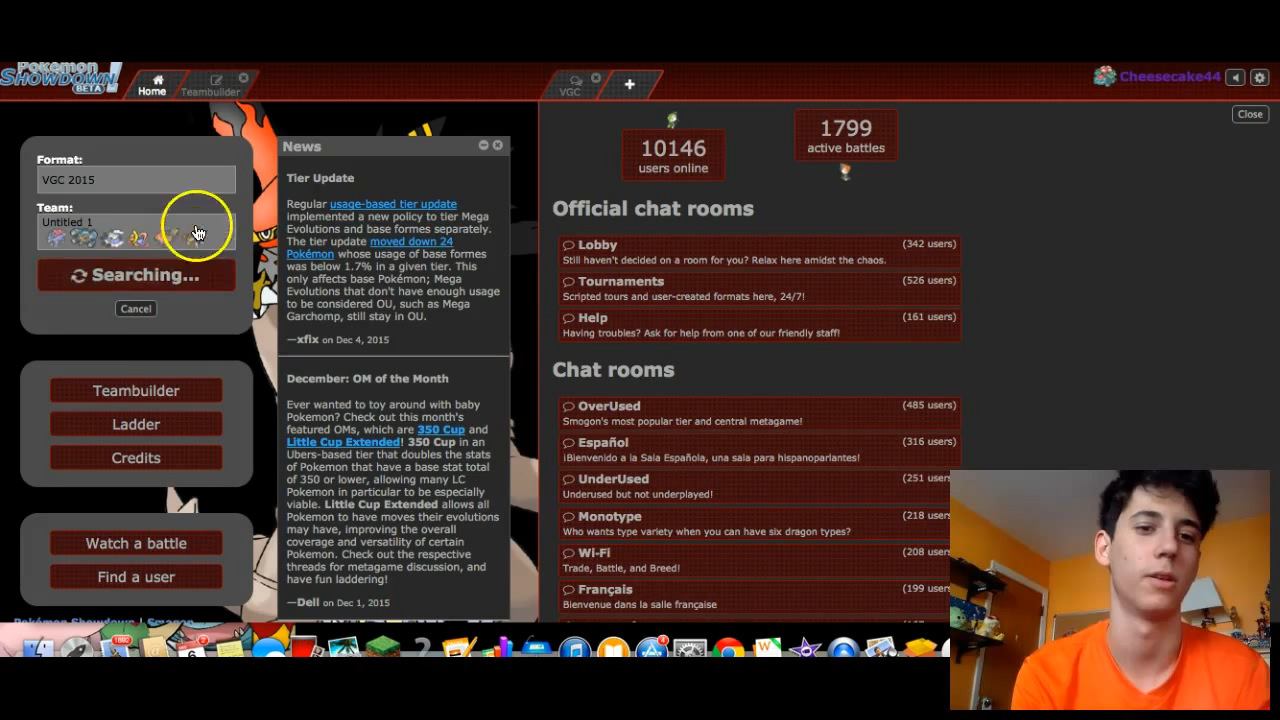 Pokémon
SHOWDOWN!
BETA
Home
Teambuilder
VGC
Cheesecake44
Close
Format:
VGC 2015
Team:
Untitled 1
Searching...
Cancel
Teambuilder
Ladder
Credits
Watch a battle
Find a user
Pokémon Showdown | Smogon
News
Tier Update
Regular usage-based tier update
implemented a new policy to tier Mega
Evolutions and base formes separately.
The tier update moved down 24
Pokémon whose usage of base formes
was below 1.7% in a given tier. This
only affects base Pokémon; Mega
Evolutions that don't have enough usage
to be considered OU, such as Mega
Garchomp, still stay in OU.
—xfix on Dec 4, 2015
December: OM of the Month
Ever wanted to toy around with baby
Pokemon? Check out this month's
featured OMs, which are 350 Cup and
Little Cup Extended! 350 Cup in an
Ubers-based tier that doubles the stats
of Pokemon that have a base stat total
of 350 or lower, allowing many LC
Pokemon in particular to be especially
viable. Little Cup Extended allows all
Pokemon to have moves their evolutions
may have, improving the overall
coverage and versatility of certain
Pokemon. Check out the respective
threads for metagame discussion, and
have fun laddering!
—Dell on Dec 1, 2015
10146
users online
1799
active battles
Official chat rooms
Lobby (342 users)
Still haven't decided on a room for you? Relax here amidst the chaos.
Tournaments (526 users)
Scripted tours and user-created formats here, 24/7!
Help (161 users)
Having troubles? Ask for help from one of our friendly staff!
Chat rooms
OverUsed (485 users)
Smogon's most popular tier and central metagame!
Español (316 users)
¡Bienvenido a la Sala Española, una sala para hispanoparlantes!
UnderUsed (251 users
Underused but not underplayed!
Monotype (218 users
Who wants type variety when you can have six dragon types?
Wi-Fi (208 users
Trade, Battle, and Breed!
Français (199 users
Bienvenue dans la salle française